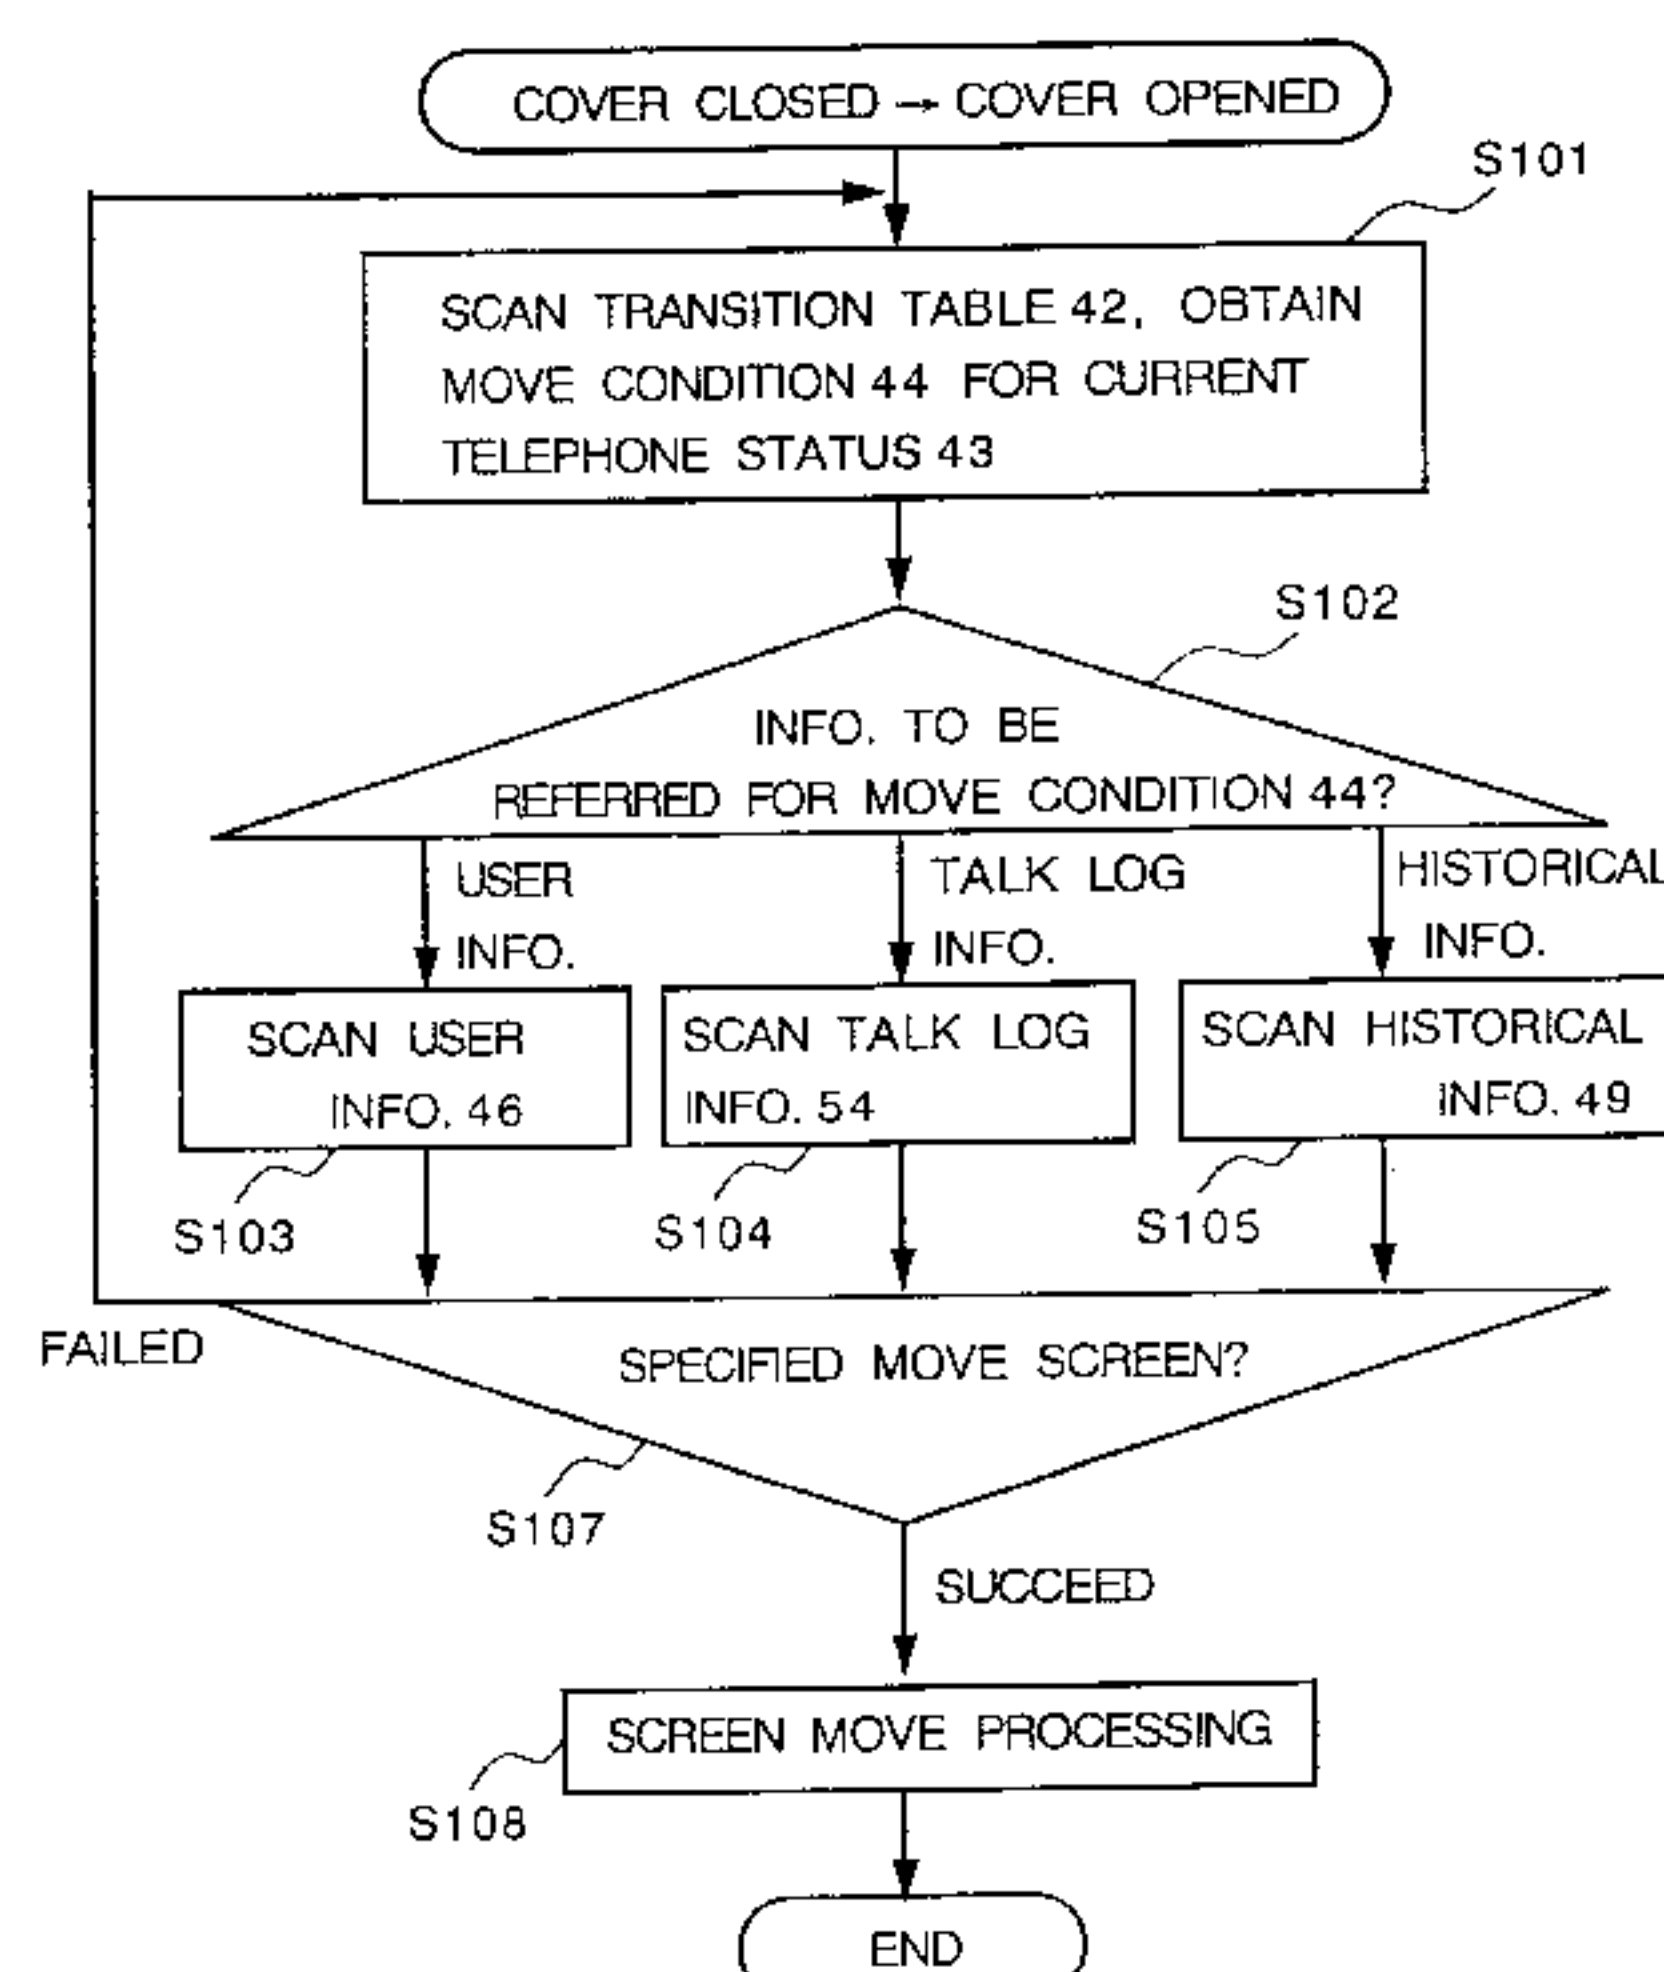 COVER CLOSED → COVER OPENED
S101
SCAN TRANSITION TABLE 42, OBTAIN
MOVE CONDITION 44 FOR CURRENT
TELEPHONE STATUS 43
S102
INFO. TO BE
REFERRED FOR MOVE CONDITION 44?
USER
INFO.
TALK LOG
INFO.
HISTORICAL
INFO.
SCAN USER
INFO. 46
SCAN TALK LOG
INFO. 54
SCAN HISTORICAL
INFO. 49
S103
S104
S105
FAILED
SPECIFIED MOVE SCREEN?
S107
SUCCEED
SCREEN MOVE PROCESSING
S108
END